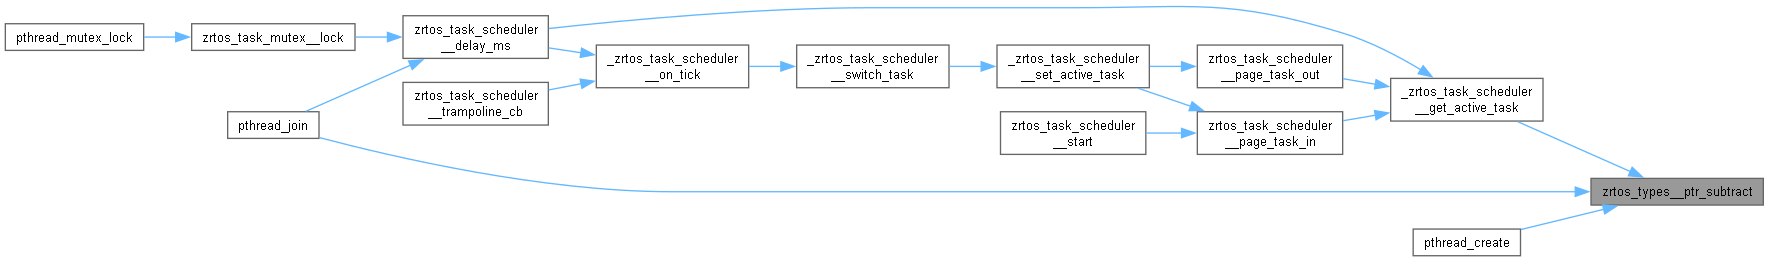 pthread_mutex_lock
zrtos_task_mutex__lock
zrtos_task_scheduler
__delay_ms
_zrtos_task_scheduler
__on_tick
zrtos_task_scheduler
__trampoline_cb
pthread_join
_zrtos_task_scheduler
__switch_task
_zrtos_task_scheduler
__set_active_task
zrtos_task_scheduler
__start
zrtos_task_scheduler
__page_task_out
zrtos_task_scheduler
__page_task_in
_zrtos_task_scheduler
__get_active_task
zrtos_types__ptr_subtract
pthread_create